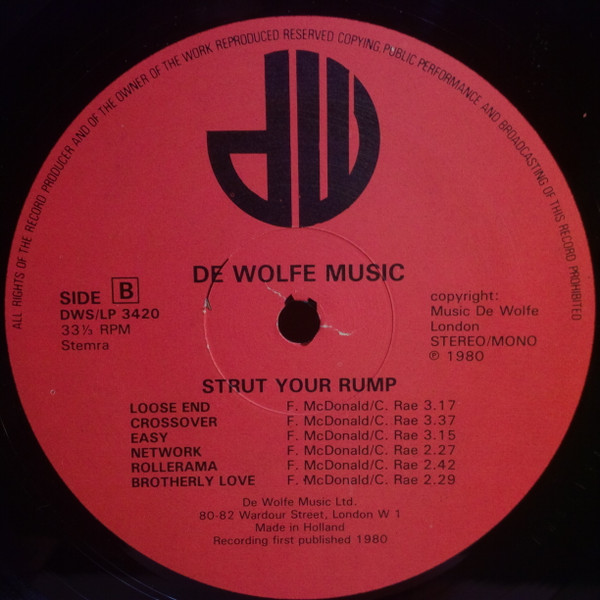 ALL RIGHTS OF THE RECORD PRODUCER AND OF THE OWNER OF THE WORK REPRODUCED RESERVED COPYING, PUBLIC PERFORMANCE AND BROADCASTING OF THIS RECORD PROHIBITED
dW
DE WOLFE MUSIC
SIDE B
DWS/LP 3420
33⅓ RPM
Stemra
copyright:
Music De Wolfe
London
STEREO/MONO
℗ 1980
STRUT YOUR RUMP
LOOSE END F. McDonald/C. Rae 3.17
CROSSOVER F. McDonald/C. Rae 3.37
EASY F. McDonald/C. Rae 3.15
NETWORK F. McDonald/C. Rae 2.27
ROLLERAMA F. McDonald/C. Rae 2.42
BROTHERLY LOVE F. McDonald/C. Rae 2.29
De Wolfe Music Ltd.
80-82 Wardour Street, London W 1
Made in Holland
Recording first published 1980